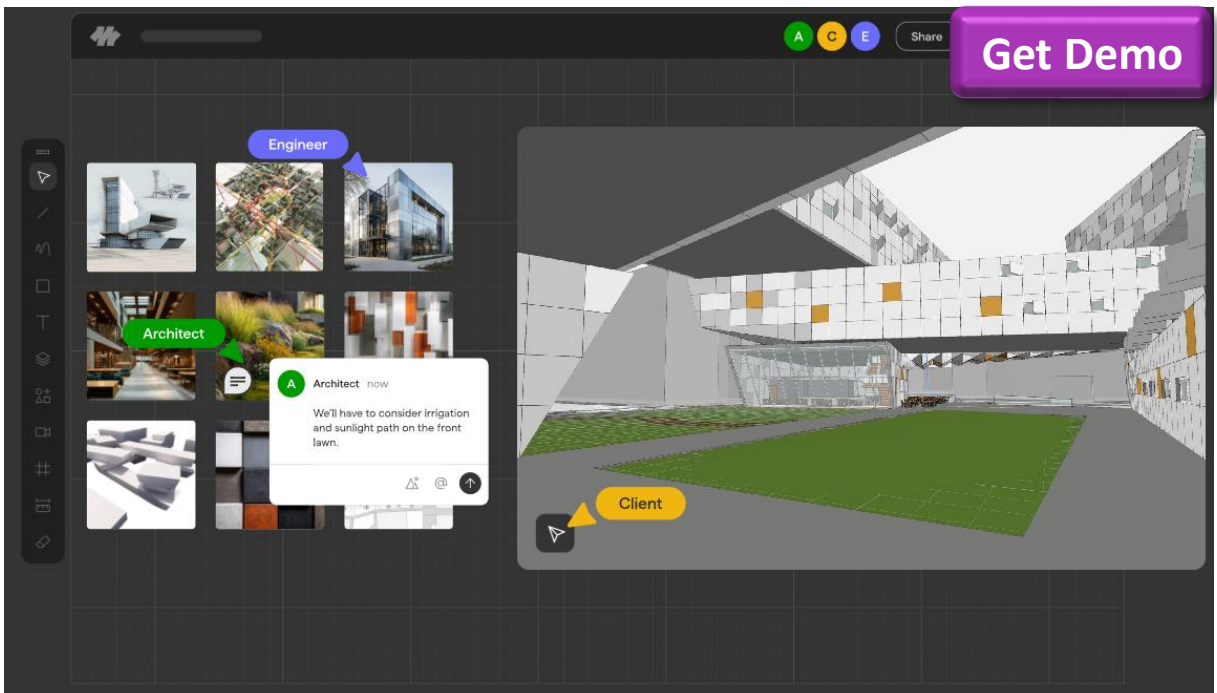 A C E Share
Get Demo
Engineer
Architect
A Architect now
We'll have to consider irrigation
and sunlight path on the front
lawn.
Client